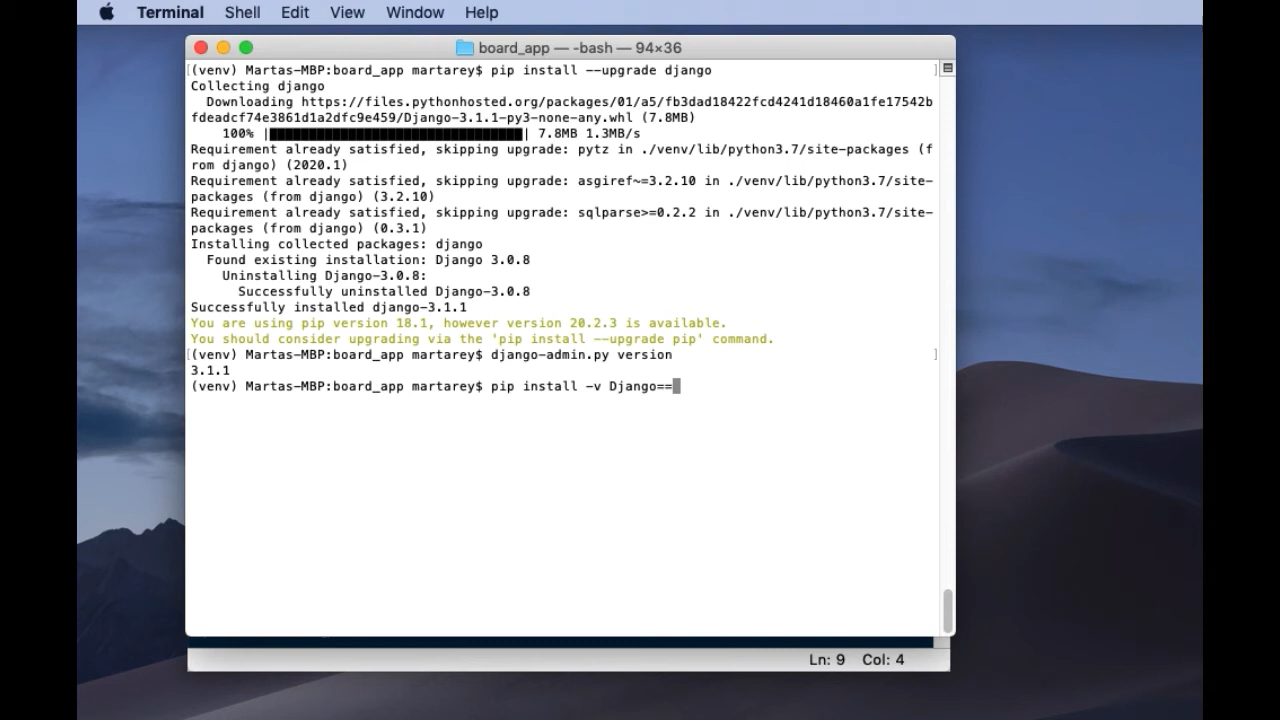 Terminal Shell Edit View Window Help
board_app — -bash — 94×36
(venv) Martas-MBP:board_app martarey$ pip install --upgrade django
Collecting django
Downloading https://files.pythonhosted.org/packages/01/a5/fb3dad18422fcd4241d18460a1fe17542b
fdeadcf74e3861d1a2dfc9e459/Django-3.1.1-py3-none-any.whl (7.8MB)
100% |████████████████████████████████| 7.8MB 1.3MB/s
Requirement already satisfied, skipping upgrade: pytz in ./venv/lib/python3.7/site-packages (f
rom django) (2020.1)
Requirement already satisfied, skipping upgrade: asgiref~=3.2.10 in ./venv/lib/python3.7/site-
packages (from django) (3.2.10)
Requirement already satisfied, skipping upgrade: sqlparse>=0.2.2 in ./venv/lib/python3.7/site-
packages (from django) (0.3.1)
Installing collected packages: django
Found existing installation: Django 3.0.8
Uninstalling Django-3.0.8:
Successfully uninstalled Django-3.0.8
Successfully installed django-3.1.1
You are using pip version 18.1, however version 20.2.3 is available.
You should consider upgrading via the 'pip install --upgrade pip' command.
(venv) Martas-MBP:board_app martarey$ django-admin.py version
3.1.1
(venv) Martas-MBP:board_app martarey$ pip install -v Django==
Ln: 9 Col: 4